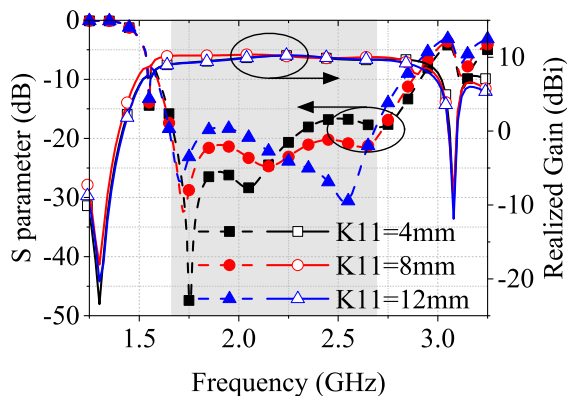 S parameter (dB)
0
-10
-20
-30
-40
-50
1.5
2.0
2.5
3.0
Frequency (GHz)
10
0
-10
-20
Realized Gain (dBi)
K11=4mm
K11=8mm
K11=12mm